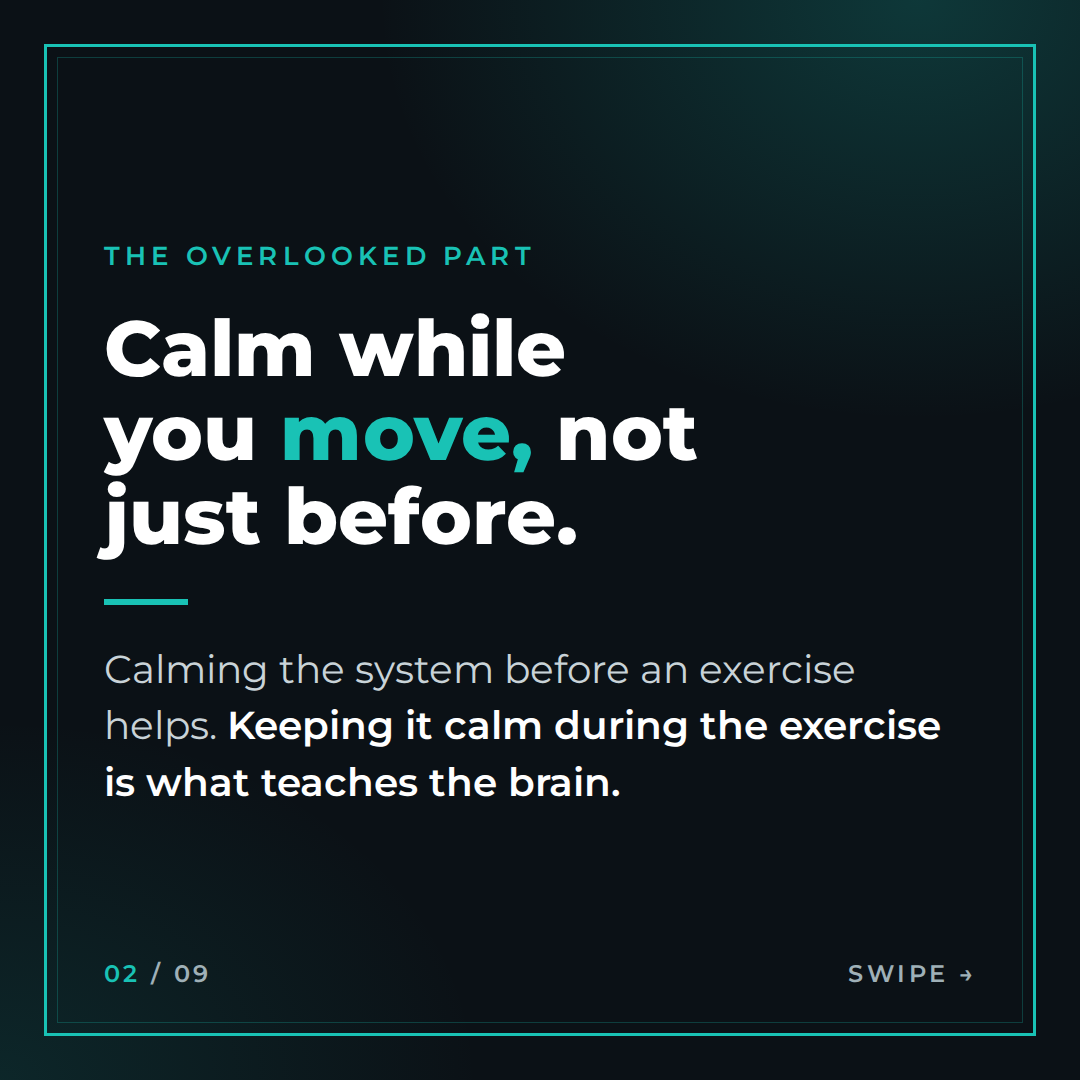 THE OVERLOOKED PART
Calm while
you move, not
just before.
Calming the system before an exercise
helps. Keeping it calm during the exercise
is what teaches the brain.
02 / 09
SWIPE →